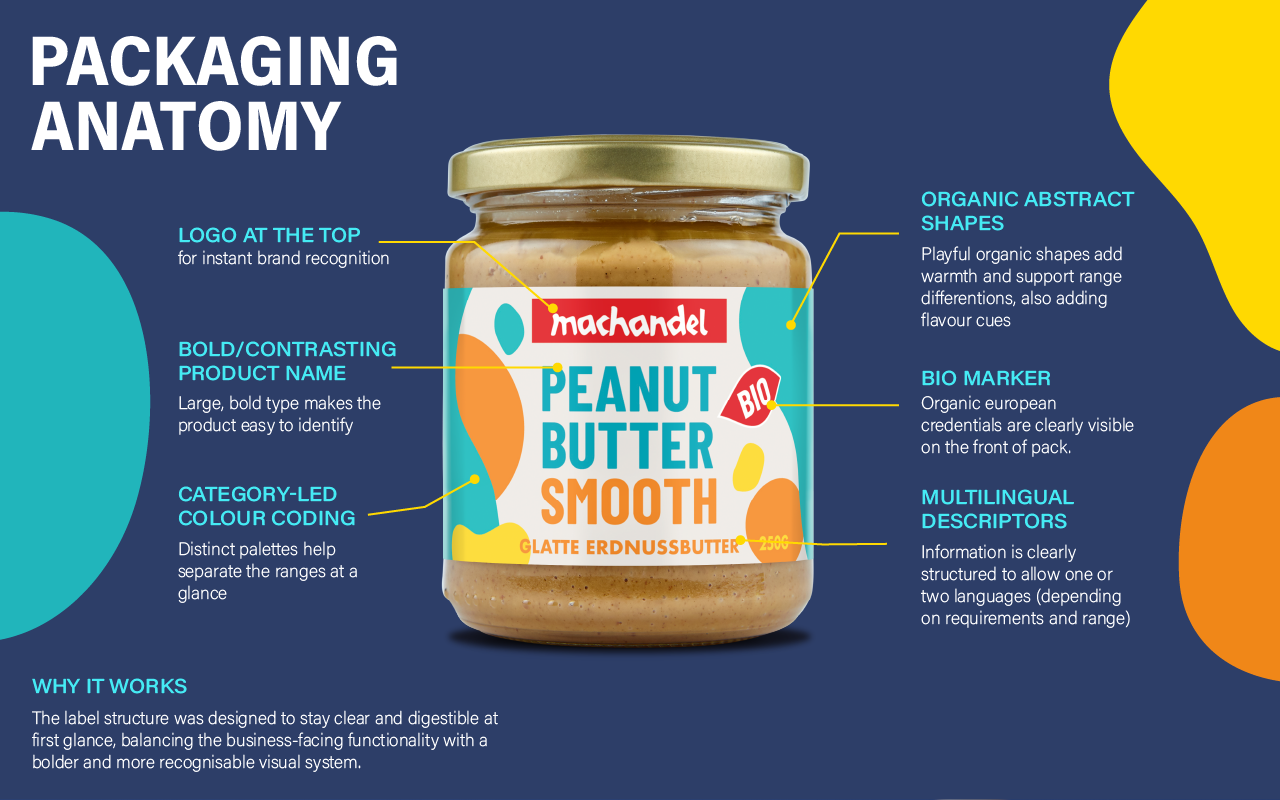 PACKAGING
ANATOMY
LOGO AT THE TOP
for instant brand recognition
BOLD/CONTRASTING
PRODUCT NAME
Large, bold type makes the
product easy to identify
CATEGORY-LED
COLOUR CODING
Distinct palettes help
separate the ranges at a
glance
machandel
PEANUT
BUTTER
SMOOTH
BIO
GLATTE ERDNUSSBUTTER
250G
ORGANIC ABSTRACT
SHAPES
Playful organic shapes add
warmth and support range
differentions, also adding
flavour cues
BIO MARKER
Organic european
credentials are clearly visible
on the front of pack.
MULTILINGUAL
DESCRIPTORS
Information is clearly
structured to allow one or
two languages (depending
on requirements and range)
WHY IT WORKS
The label structure was designed to stay clear and digestible at
first glance, balancing the business-facing functionality with a
bolder and more recognisable visual system.